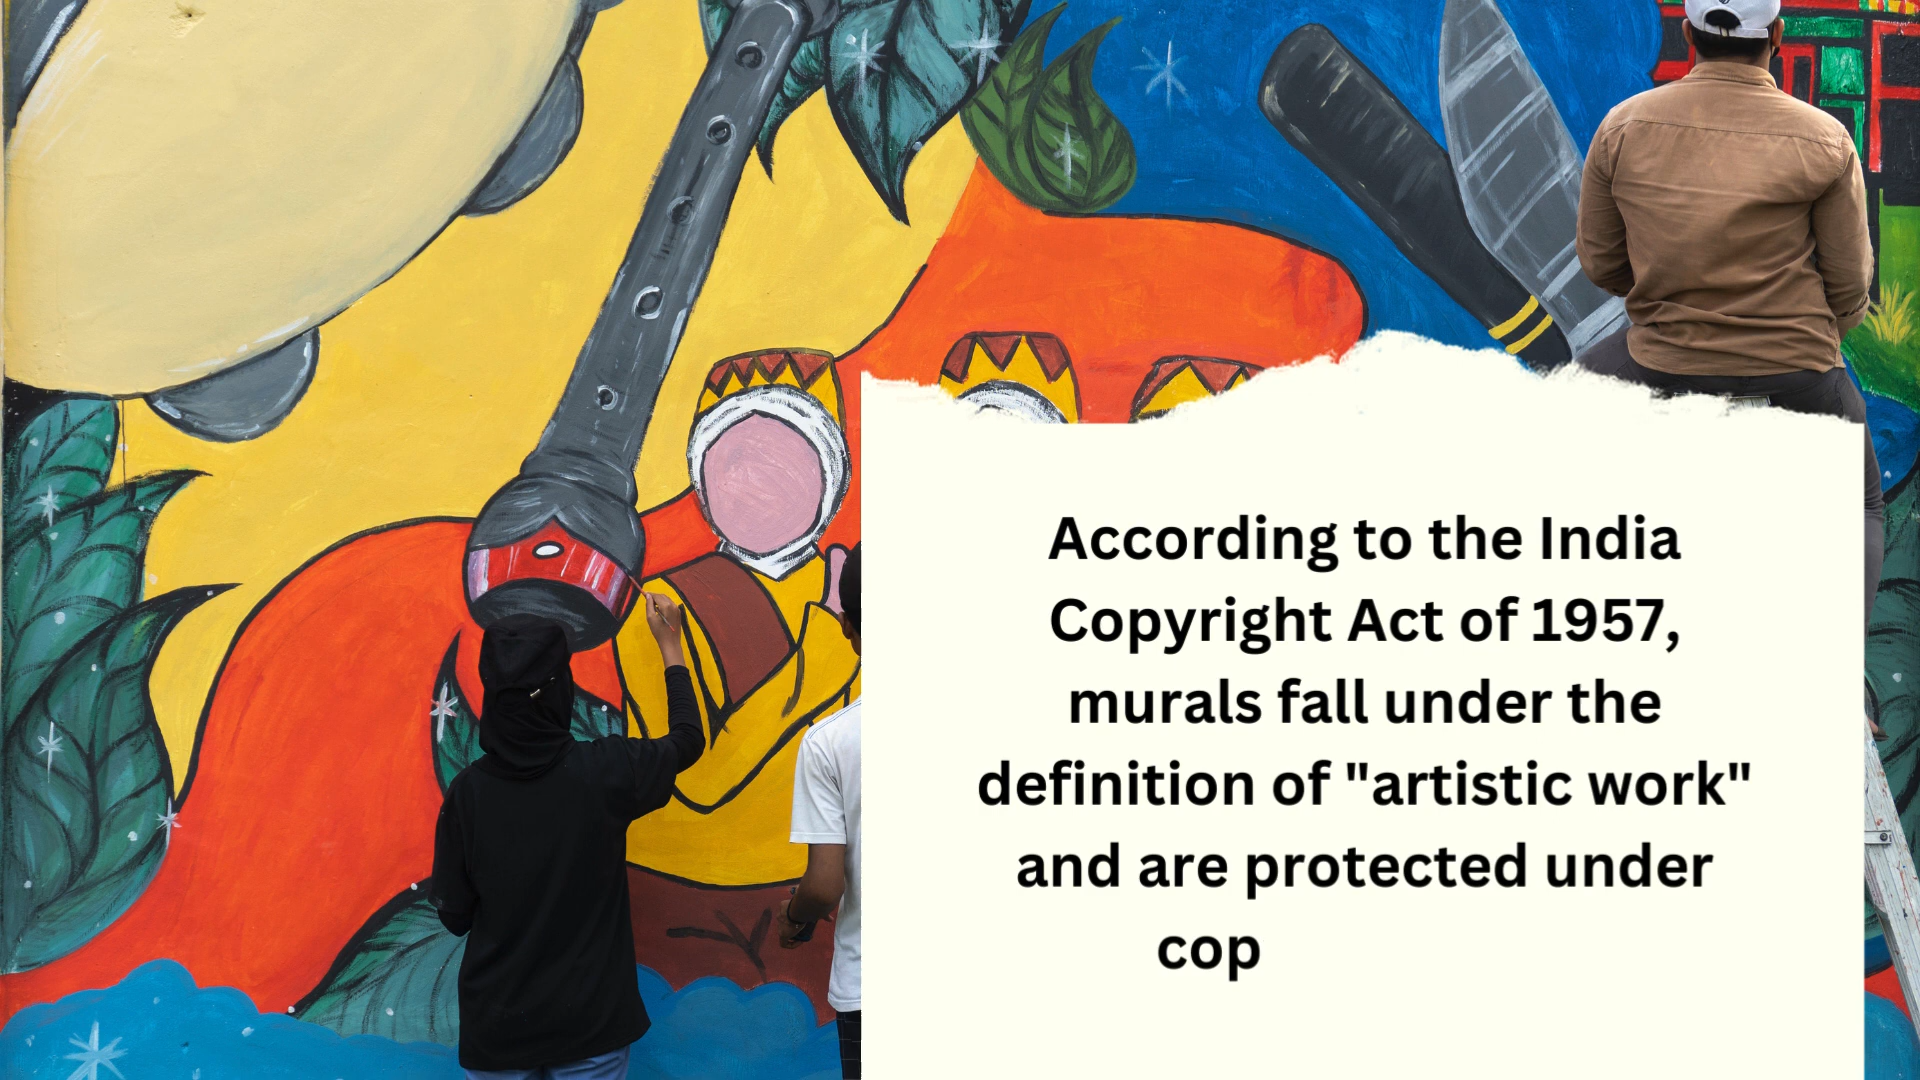 According to the India
Copyright Act of 1957,
murals fall under the
definition of "artistic work"
and are protected under
cop